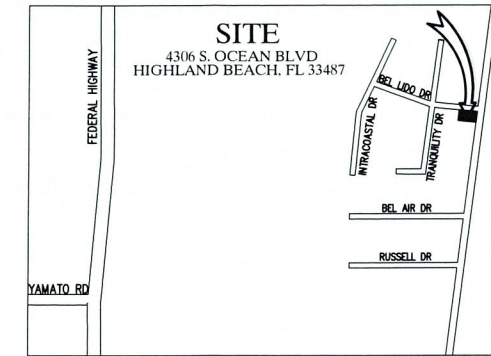 SITE
4306 S. OCEAN BLVD
HIGHLAND BEACH, FL 33487
FEDERAL HIGHWAY
BEL LIDO DR
INTRACOASTAL DR
TRANQUILITY DR
BEL AIR DR
RUSSELL DR
YAMATO RD